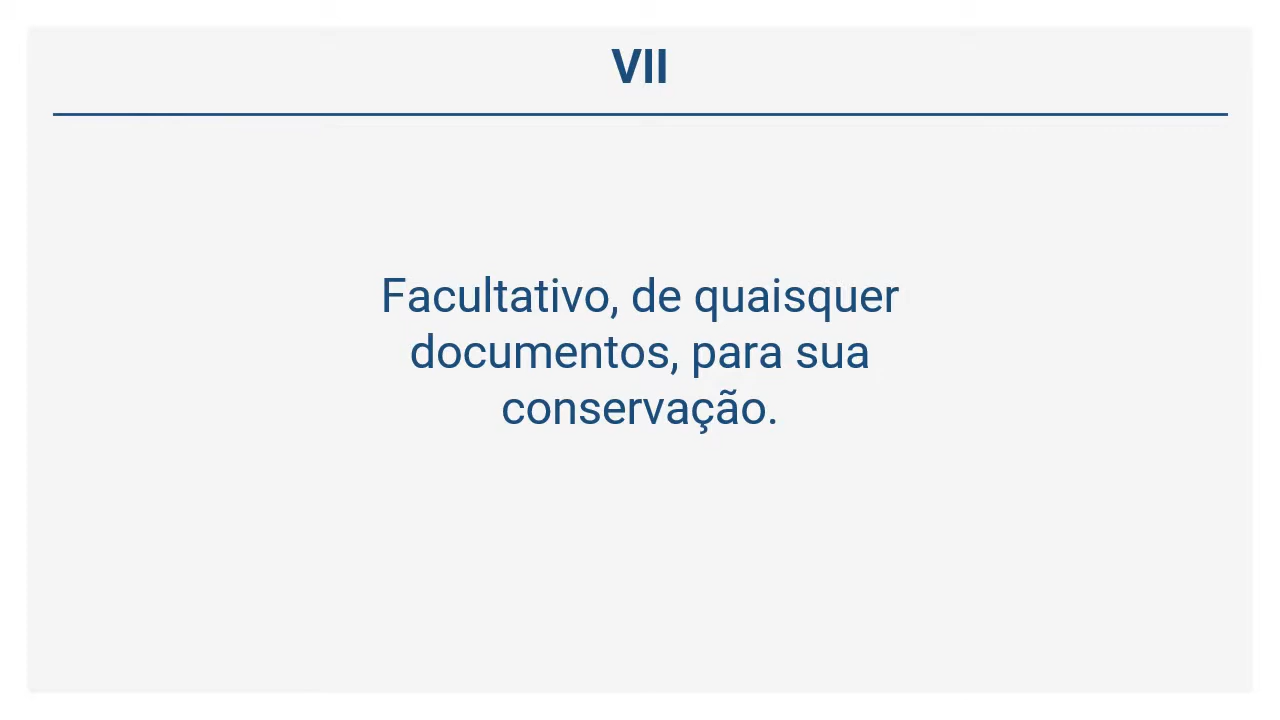 VII
Facultativo, de quaisquer
documentos, para sua
conservação.